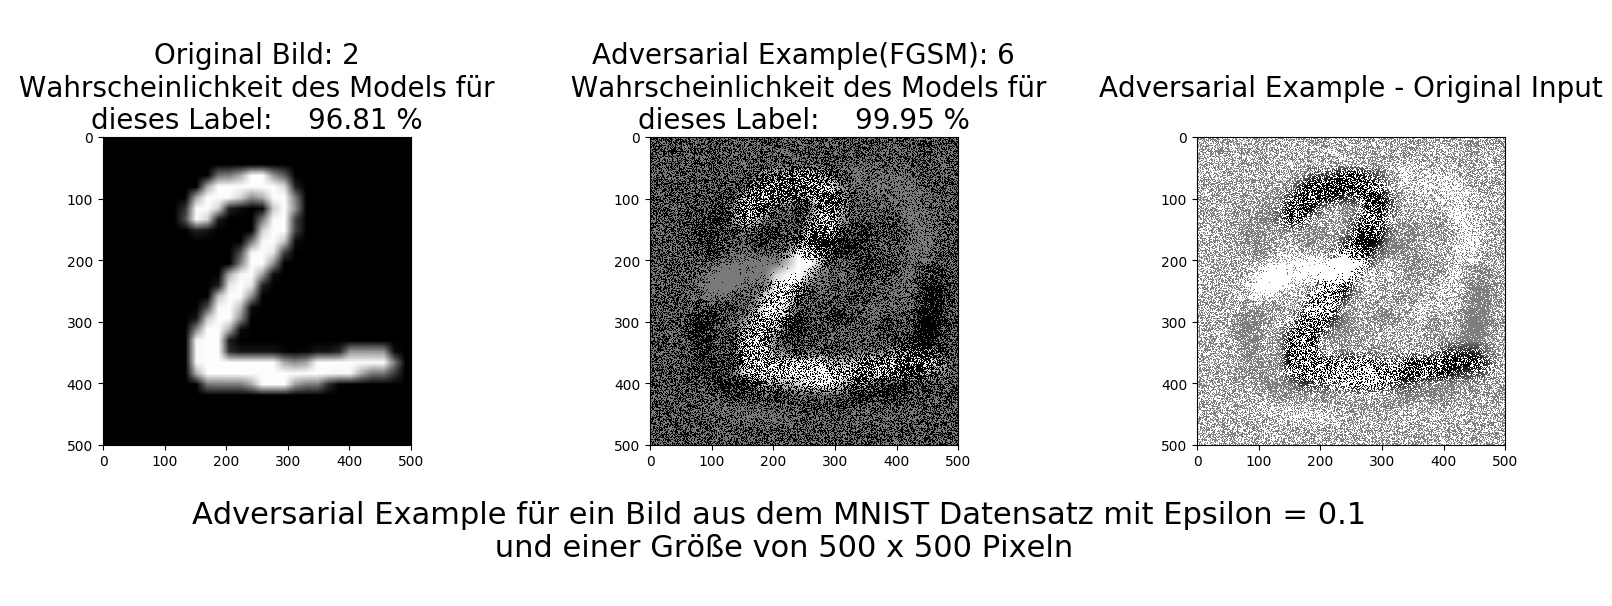 Original Bild: 2
Wahrscheinlichkeit des Models für
dieses Label: 96.81 %
0
100
200
300
400
500
0 100 200 300 400 500
Adversarial Example(FGSM): 6
Wahrscheinlichkeit des Models für
dieses Label: 99.95 %
0
100
200
300
400
500
0 100 200 300 400 500
Adversarial Example - Original Input
0
100
200
300
400
500
0 100 200 300 400 500
2
2
2
Adversarial Example für ein Bild aus dem MNIST Datensatz mit Epsilon = 0.1
und einer Größe von 500 x 500 Pixeln